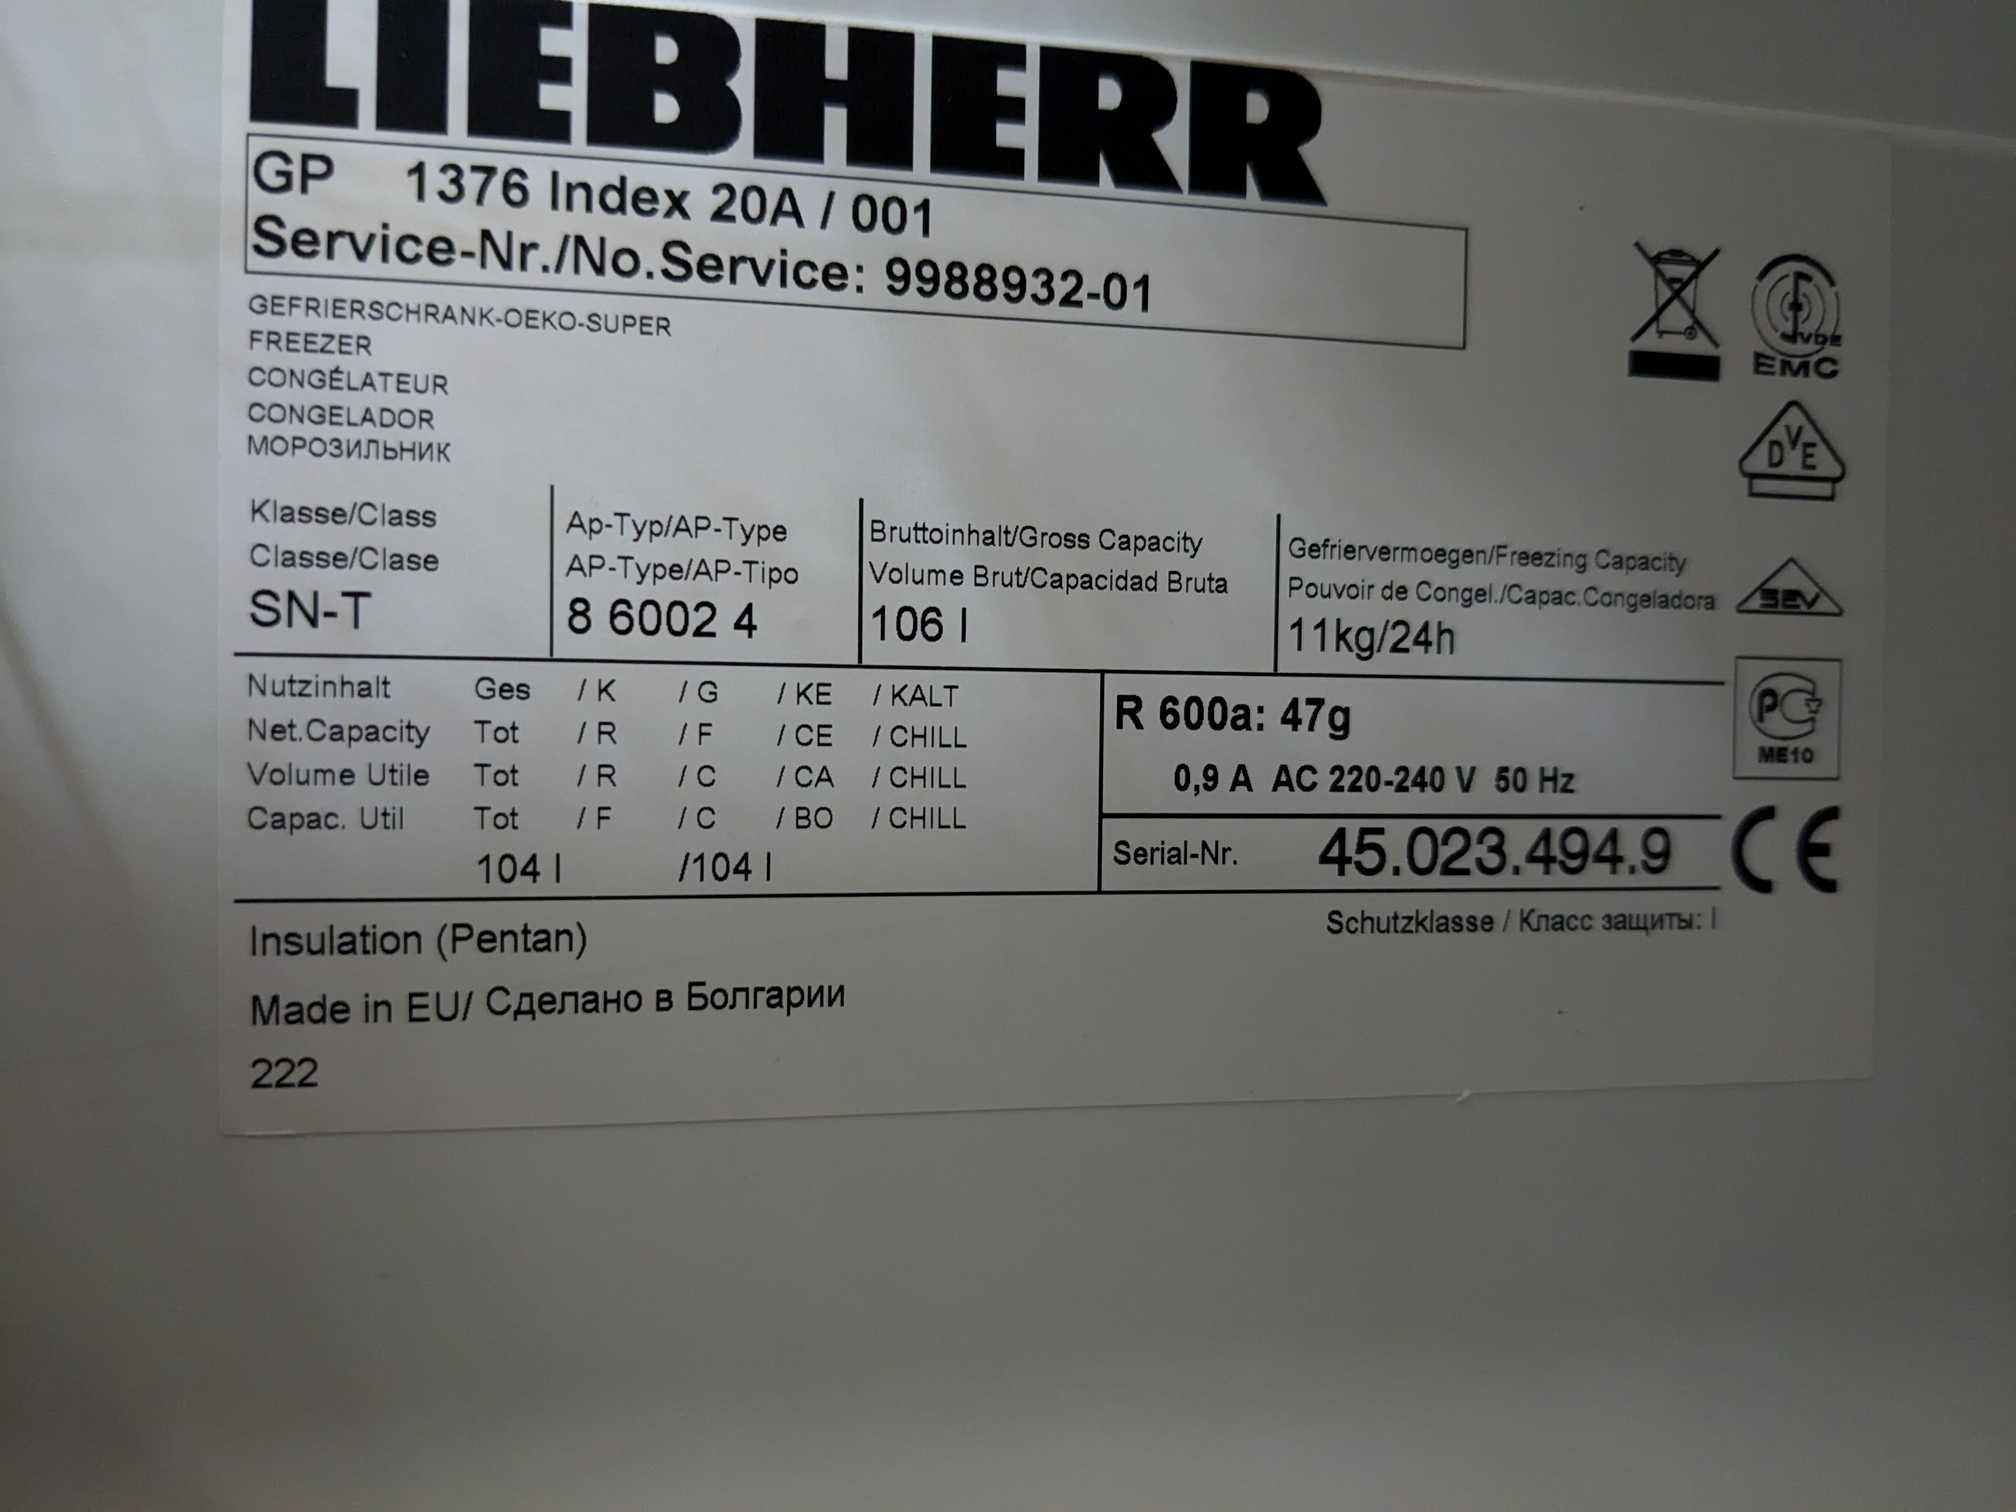 LIEBHERR
GP 1376 Index 20A / 001
Service-Nr./No.Service: 9988932-01
GEFRIERSCHRANK-OEKO-SUPER
FREEZER
CONGÉLATEUR
CONGELADOR
МОРОЗИЛЬНИК
VDE
EMC
DVE
Klasse/Class
Classe/Clase
SN-T
Ap-Typ/AP-Type
AP-Type/AP-Tipo
8 6002 4
Bruttoinhalt/Gross Capacity
Volume Brut/Capacidad Bruta
106 l
Gefriervermoegen/Freezing Capacity
Pouvoir de Congel./Capac.Congeladora
11kg/24h
SEV
Nutzinhalt Ges / K / G / KE / KALT
Net.Capacity Tot / R / F / CE / CHILL
Volume Utile Tot / R / C / CA / CHILL
Capac. Util Tot / F / C / BO / CHILL
104 l /104 l
R 600a: 47g
0,9 A AC 220-240 V 50 Hz
PC
ME10
Serial-Nr. 45.023.494.9
CE
Schutzklasse / Класс защиты: I
Insulation (Pentan)
Made in EU/ Сделано в Болгарии
222